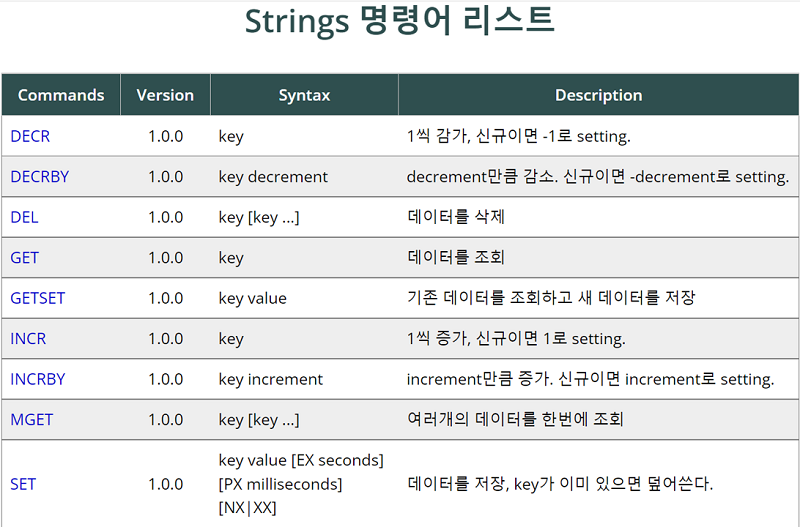 Strings 명령어 리스트
Commands Version Syntax Description
DECR 1.0.0 key 1씩 감가, 신규이면 -1로 setting.
DECRBY 1.0.0 key decrement decrement만큼 감소. 신규이면 -decrement로 setting.
DEL 1.0.0 key [key ...] 데이터를 삭제
GET 1.0.0 key 데이터를 조회
GETSET 1.0.0 key value 기존 데이터를 조회하고 새 데이터를 저장
INCR 1.0.0 key 1씩 증가, 신규이면 1로 setting.
INCRBY 1.0.0 key increment increment만큼 증가. 신규이면 increment로 setting.
MGET 1.0.0 key [key ...] 여러개의 데이터를 한번에 조회
key value [EX seconds]
SET 1.0.0 [PX milliseconds] 데이터를 저장, key가 이미 있으면 덮어쓴다.
[NX|XX]